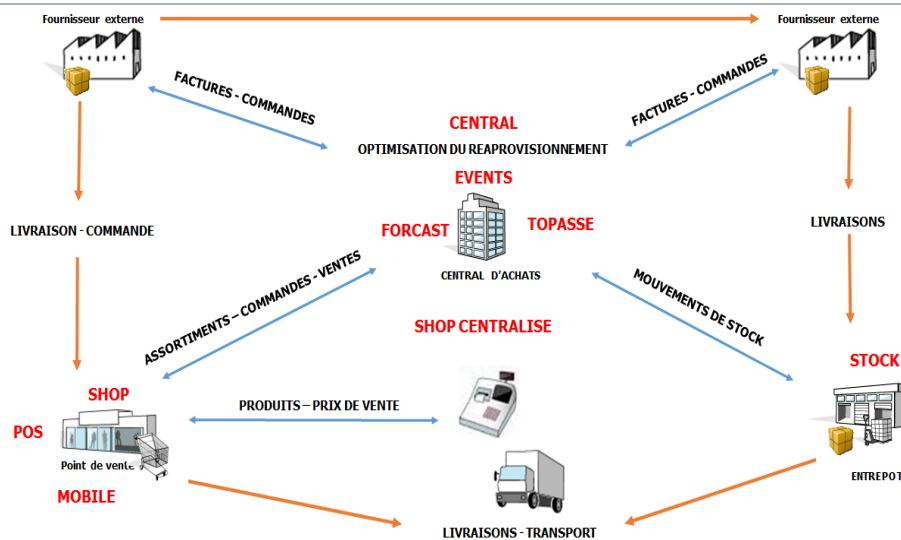 Fournisseur externe
Fournisseur externe
FACTURES - COMMANDES
FACTURES - COMMANDES
CENTRAL
OPTIMISATION DU REAPROVISIONNEMENT
EVENTS
FORCAST
TOPASSE
LIVRAISON - COMMANDE
LIVRAISONS
CENTRAL D'ACHATS
ASSORTIMENTS – COMMANDES - VENTES
MOUVEMENTS DE STOCK
SHOP CENTRALISE
STOCK
SHOP
PRODUITS – PRIX DE VENTE
POS
Point de vente
ENTREPOT
MOBILE
LIVRAISONS - TRANSPORT